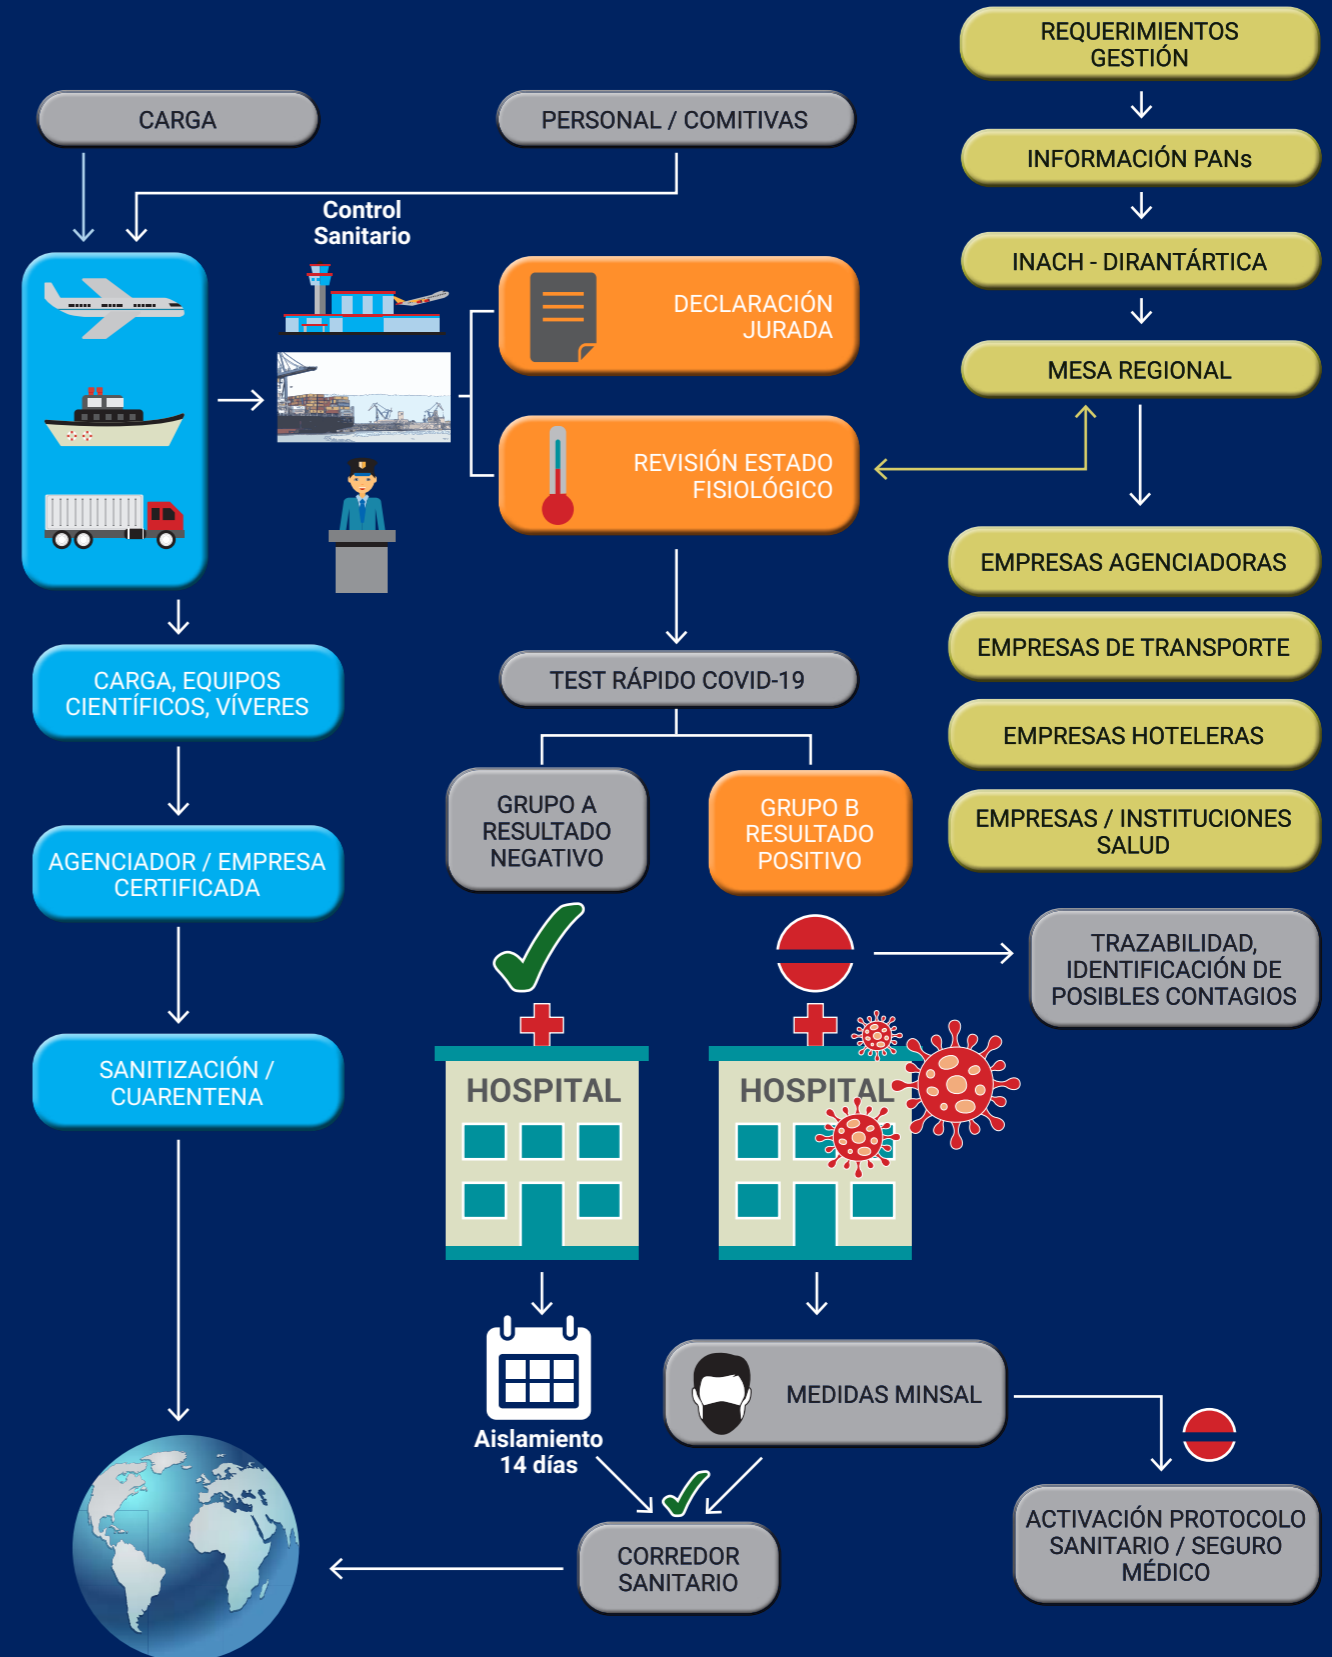 REQUERIMIENTOS
GESTIÓN
CARGA
PERSONAL / COMITIVAS
INFORMACIÓN PANs
Control
Sanitario
INACH - DIRANTÁRTICA
DECLARACIÓN
JURADA
MESA REGIONAL
REVISIÓN ESTADO
FISIOLÓGICO
EMPRESAS AGENCIADORAS
EMPRESAS DE TRANSPORTE
CARGA, EQUIPOS
CIENTÍFICOS, VÍVERES
TEST RÁPIDO COVID-19
EMPRESAS HOTELERAS
GRUPO A
RESULTADO
NEGATIVO
GRUPO B
RESULTADO
POSITIVO
EMPRESAS / INSTITUCIONES
SALUD
AGENCIADOR / EMPRESA
CERTIFICADA
TRAZABILIDAD,
IDENTIFICACIÓN DE
POSIBLES CONTAGIOS
SANITIZACIÓN /
CUARENTENA
HOSPITAL
HOSPITAL
MEDIDAS MINSAL
Aislamiento
14 días
CORREDOR
SANITARIO
ACTIVACIÓN PROTOCOLO
SANITARIO / SEGURO
MÉDICO